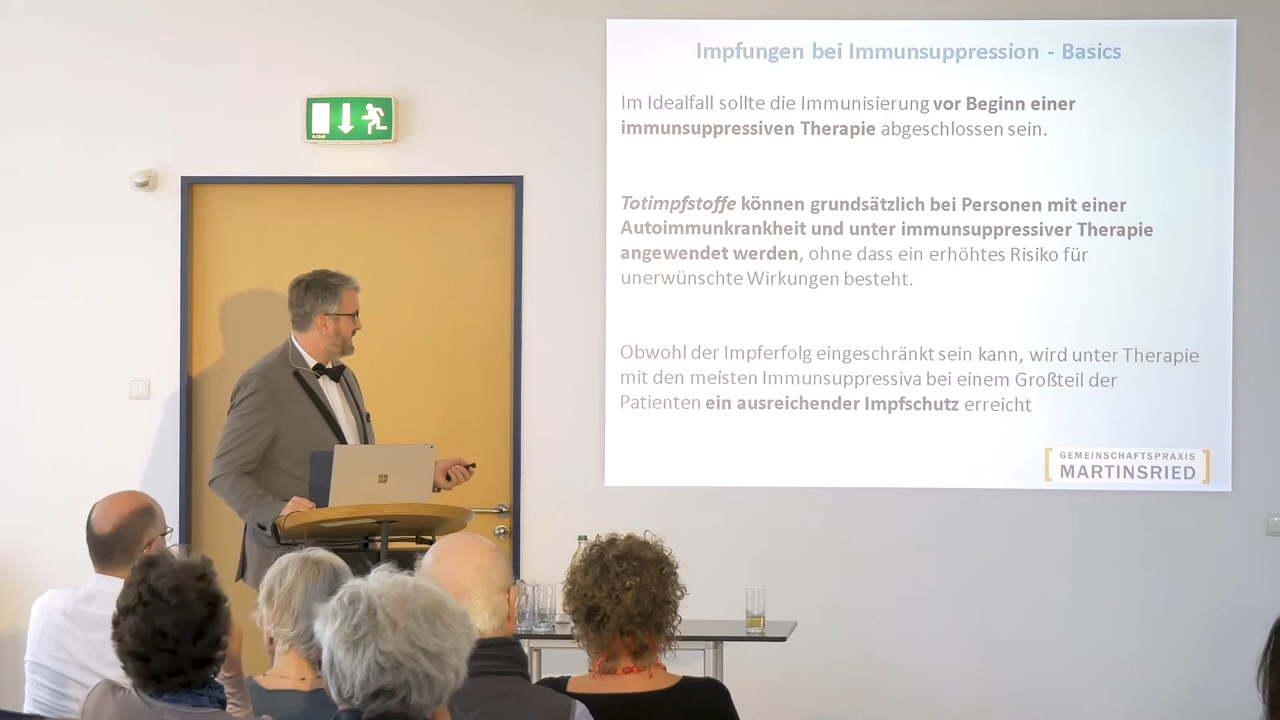 Impfungen bei Immunsuppression - Basics
Im Idealfall sollte die Immunisierung vor Beginn einer
immunsuppressiven Therapie abgeschlossen sein.
Totimpfstoffe können grundsätzlich bei Personen mit einer
Autoimmunkrankheit und unter immunsuppressiver Therapie
angewendet werden, ohne dass ein erhöhtes Risiko für
unerwünschte Wirkungen besteht.
Obwohl der Impferfolg eingeschränkt sein kann, wird unter Therapie
mit den meisten Immunsuppressiva bei einem Großteil der
Patienten ein ausreichender Impfschutz erreicht
GEMEINSCHAFTSPRAXIS
MARTINSRIED